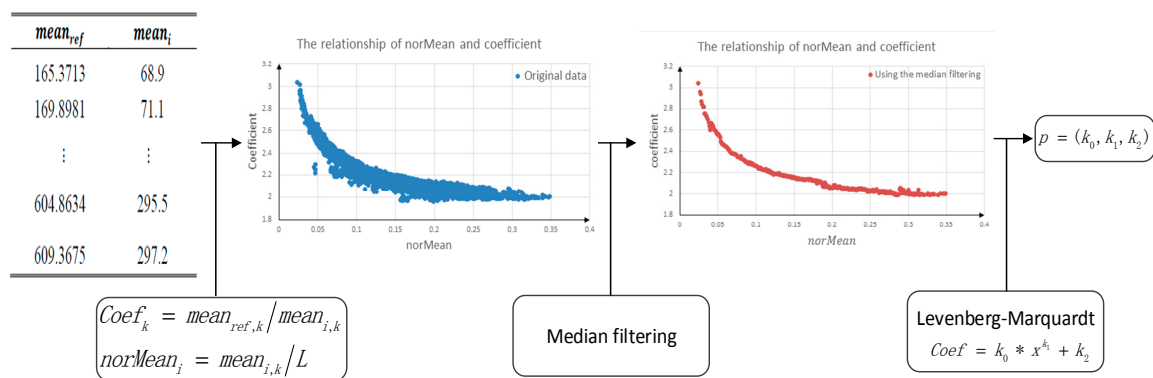 mean_ref mean_i
165.3713 68.9
169.8981 71.1
⋮ ⋮
604.8634 295.5
609.3675 297.2
The relationship of norMean and coefficient
Original data
Coefficient
3.2
3
2.8
2.6
2.4
2.2
2
1.8
0 0.05 0.1 0.15 0.2 0.25 0.3 0.35 0.4
norMean
The relationship of norMean and coefficient
Using the median filtering
coefficient
3.2
3
2.8
2.6
2.4
2.2
2
1.8
0 0.05 0.1 0.15 0.2 0.25 0.3 0.35 0.4
norMean
p = (k_0, k_1, k_2)
Coef_k = mean_ref,k/mean_i,k
norMean_i = mean_i,k/L
Median filtering
Levenberg-Marquardt
Coef = k_0 * x^k_1 + k_2